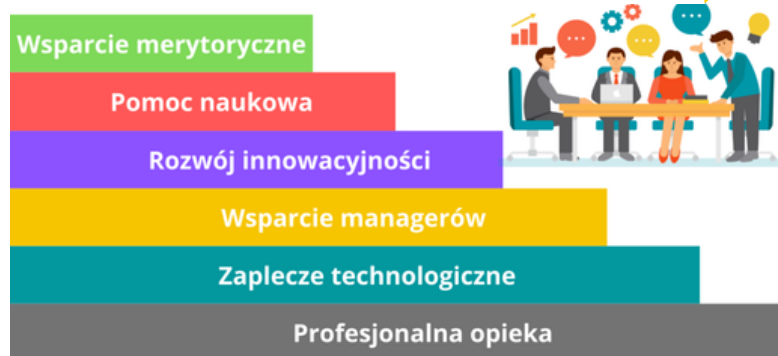 Wsparcie merytoryczne
Pomoc naukowa
Rozwój innowacyjności
Wsparcie managerów
Zaplecze technologiczne
Profesjonalna opieka